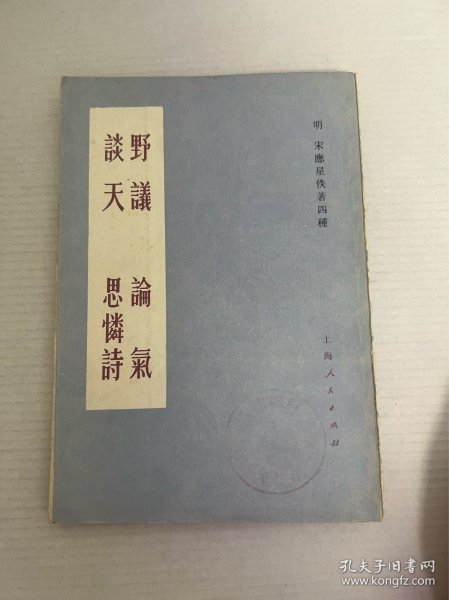 明 宋應星佚著四種
野議 論氣
談天 思憐詩
上海人民出版社
孔夫子旧书网
www.kongfz.com